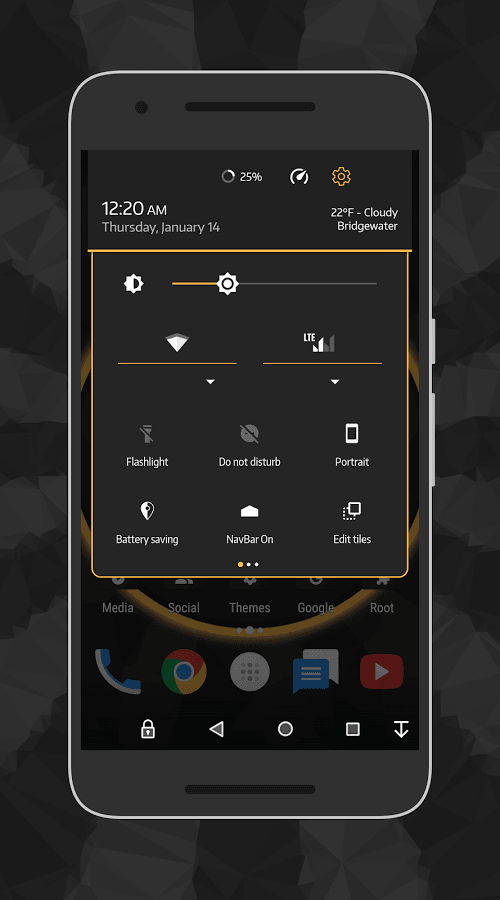 25%
12:20 AM
Thursday, January 14
22°F - Cloudy
Bridgewater
LTE
Flashlight
Do not disturb
Portrait
Battery saving
NavBar On
Edit tiles
Media
Social
Themes
Google
Root